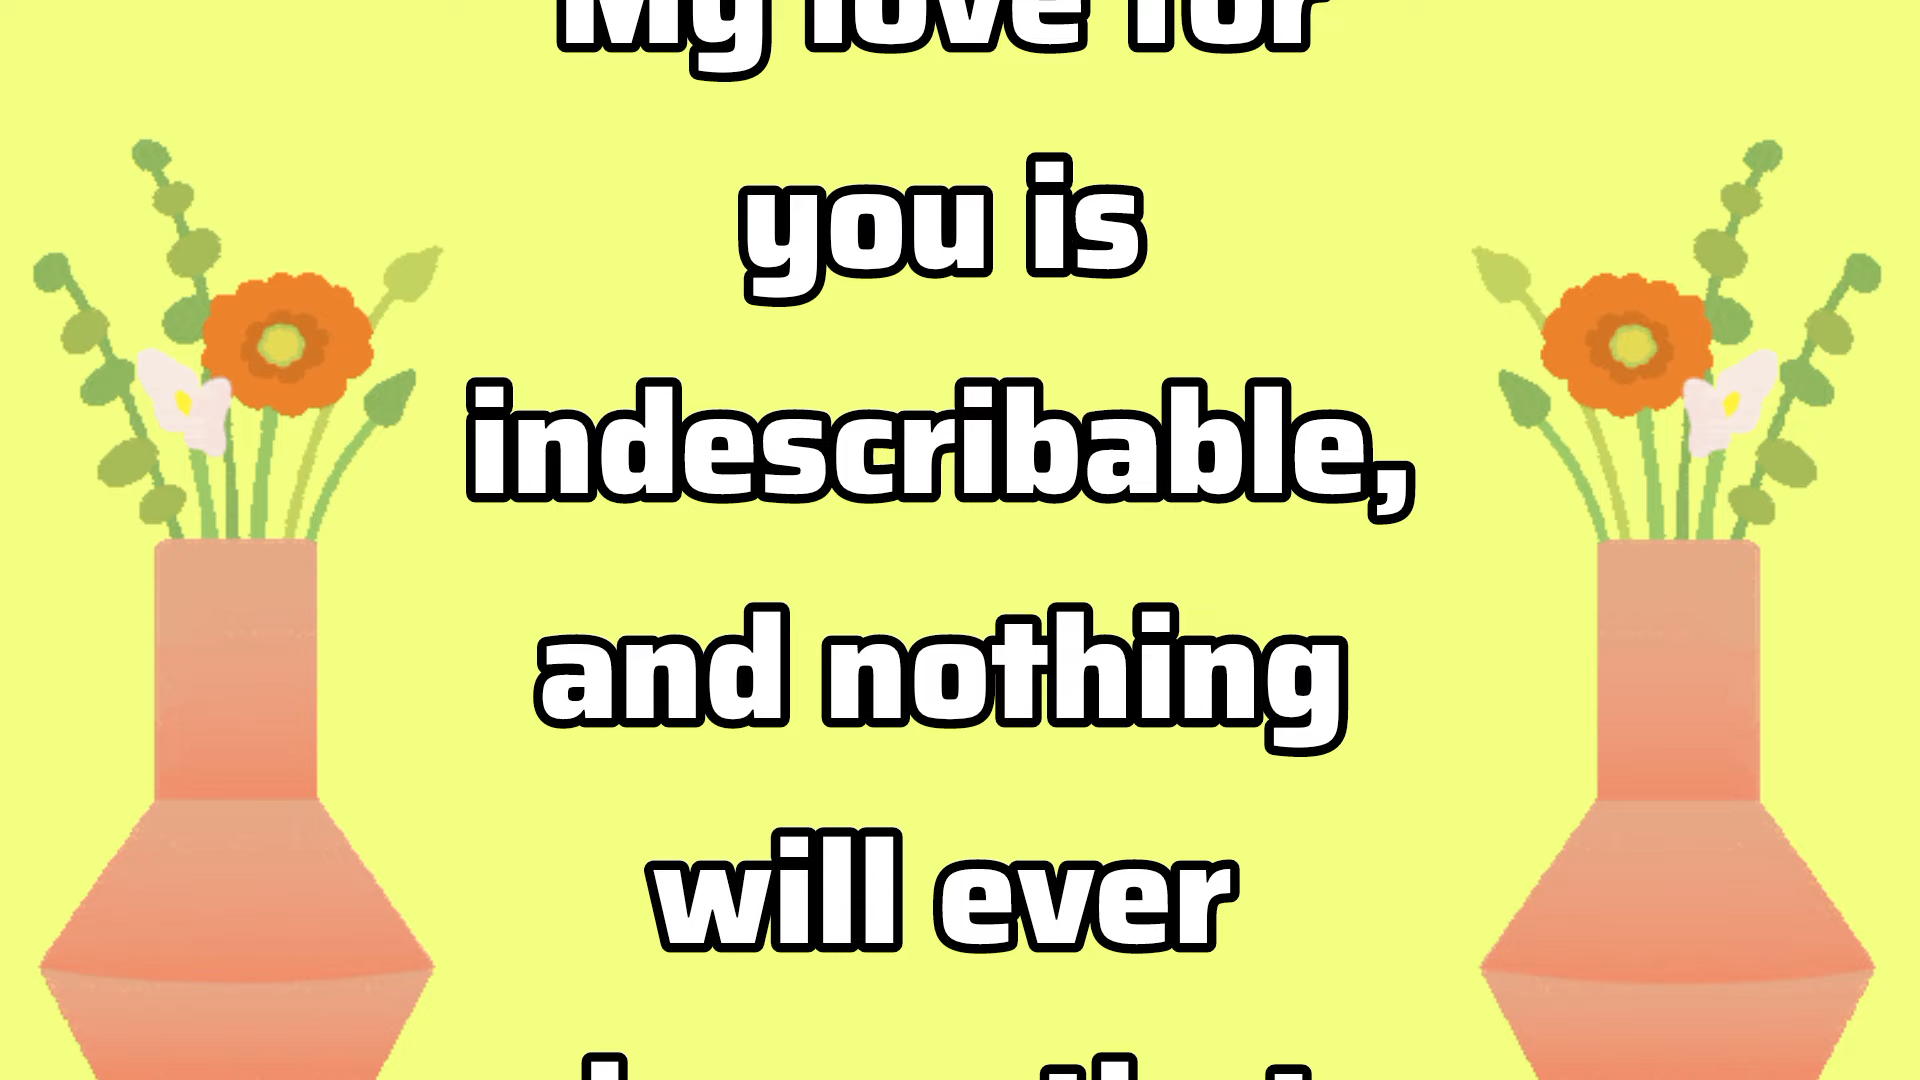 My love for
you is
indescribable,
and nothing
will ever